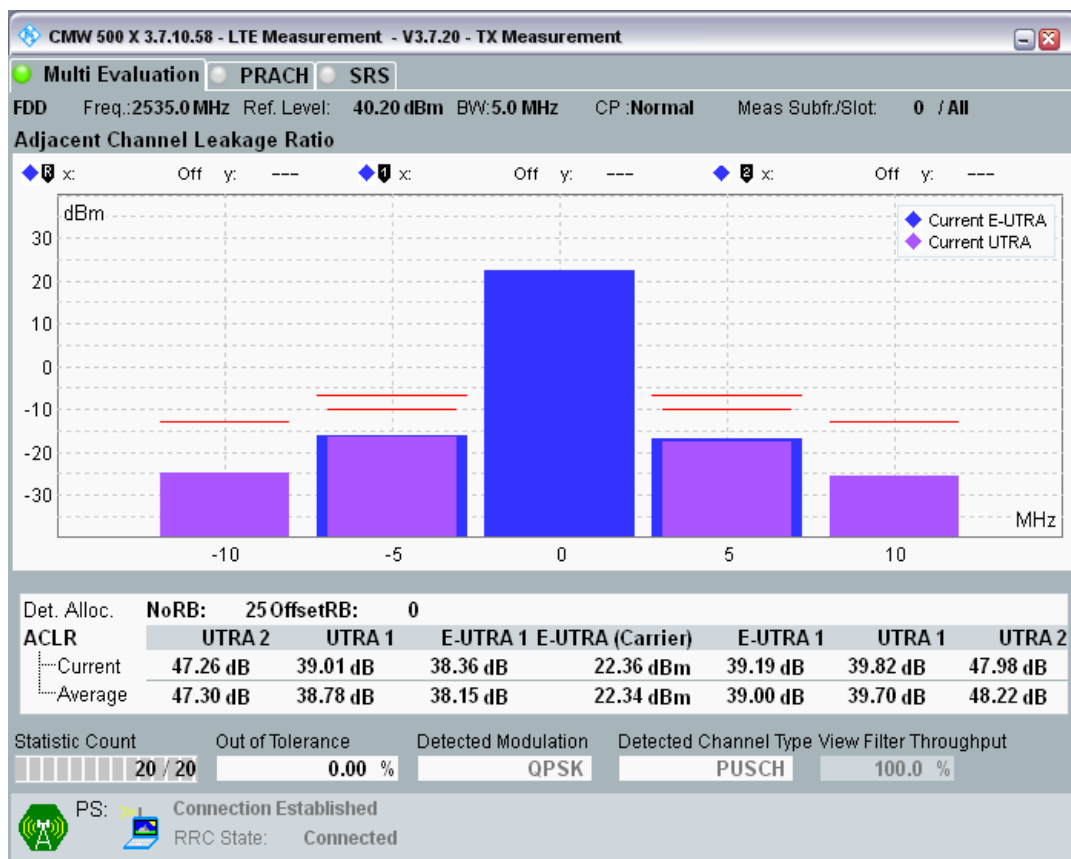 CMW 500 X 3.7.10.58 - LTE Measurement - V3.7.20 - TX Measurement
Multi Evaluation PRACH SRS
FDD Freq.:2535.0 MHz Ref. Level: 40.20 dBm BW:5.0 MHz CP :Normal Meas Subfr./Slot: 0 / All
Adjacent Channel Leakage Ratio
R x: Off y: --- 1 x: Off y: --- 2 x: Off y: ---
dBm
Current E-UTRA
Current UTRA
30
20
10
0
-10
-20
-30
MHz
-10 -5 0 5 10
Det. Alloc. NoRB: 25 OffsetRB: 0
ACLR UTRA 2 UTRA 1 E-UTRA 1 E-UTRA (Carrier) E-UTRA 1 UTRA 1 UTRA 2
Current 47.26 dB 39.01 dB 38.36 dB 22.36 dBm 39.19 dB 39.82 dB 47.98 dB
Average 47.30 dB 38.78 dB 38.15 dB 22.34 dBm 39.00 dB 39.70 dB 48.22 dB
Statistic Count Out of Tolerance Detected Modulation Detected Channel Type View Filter Throughput
20 / 20 0.00 % QPSK PUSCH 100.0 %
PS: Connection Established
RRC State: Connected